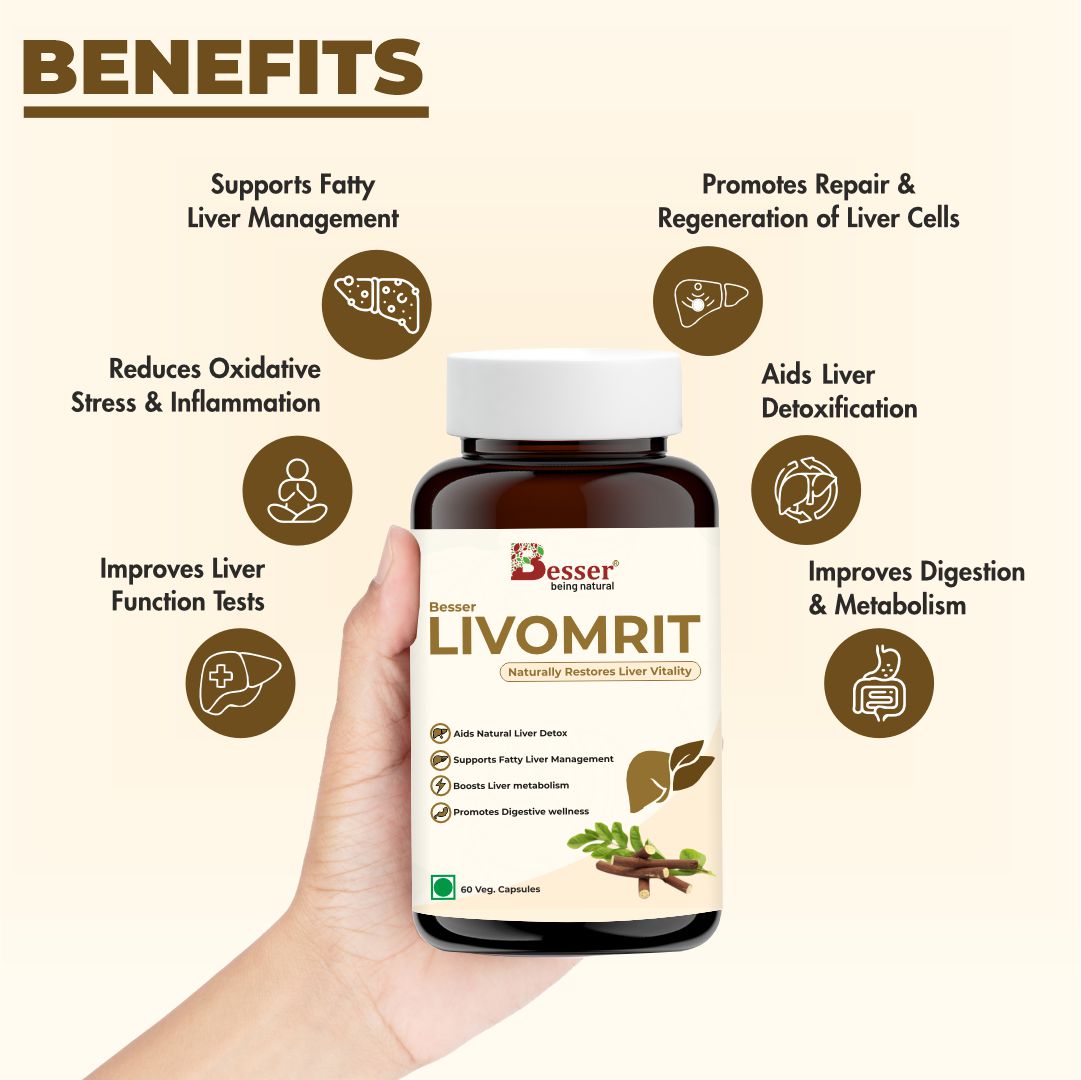 BENEFITS
Supports Fatty
Liver Management
Promotes Repair &
Regeneration of Liver Cells
Reduces Oxidative
Stress & Inflammation
Aids Liver
Detoxification
Improves Liver
Function Tests
Improves Digestion
& Metabolism
Besser®
being natural
Besser
LIVOMRIT
Naturally Restores Liver Vitality
Aids Natural Liver Detox
Supports Fatty Liver Management
Boosts Liver metabolism
Promotes Digestive wellness
60 Veg. Capsules